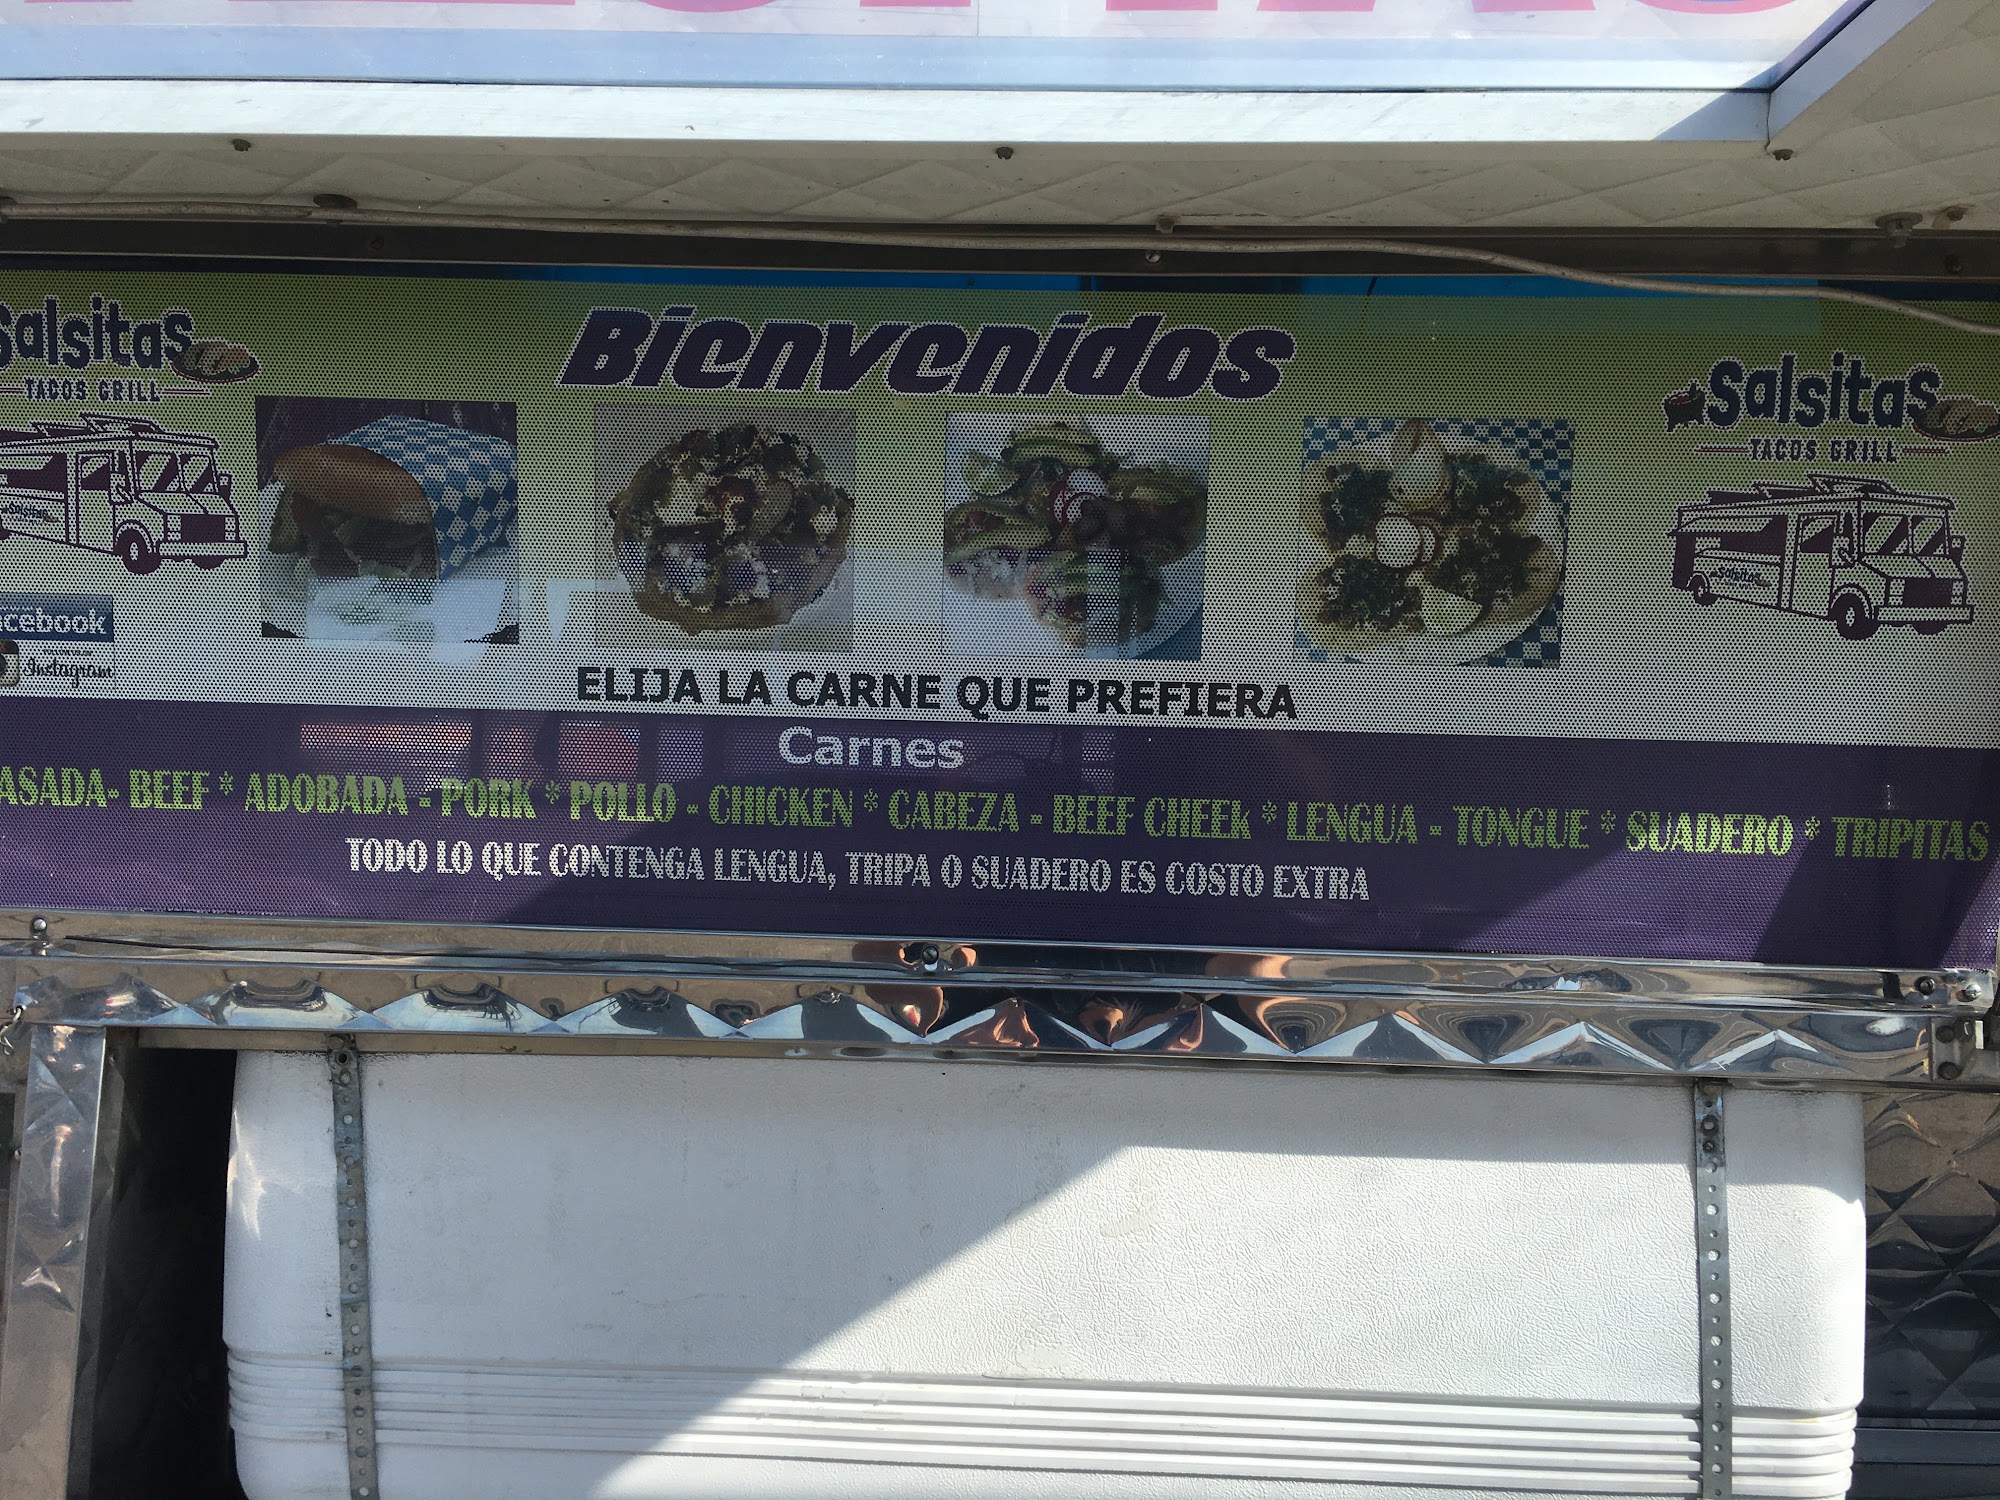 Salsitas
TACOS GRILL
Salsitas
Bienvenidos
Salsitas
TACOS GRILL
Salsitas
acebook
Instagram
ELIJA LA CARNE QUE PREFIERA
Carnes
ASADA- BEEF * ADOBADA - PORK * POLLO - CHICKEN * CABEZA - BEEF CHEEK * LENGUA - TONGUE * SUADERO * TRIPITAS
TODO LO QUE CONTENGA LENGUA, TRIPA O SUADERO ES COSTO EXTRA